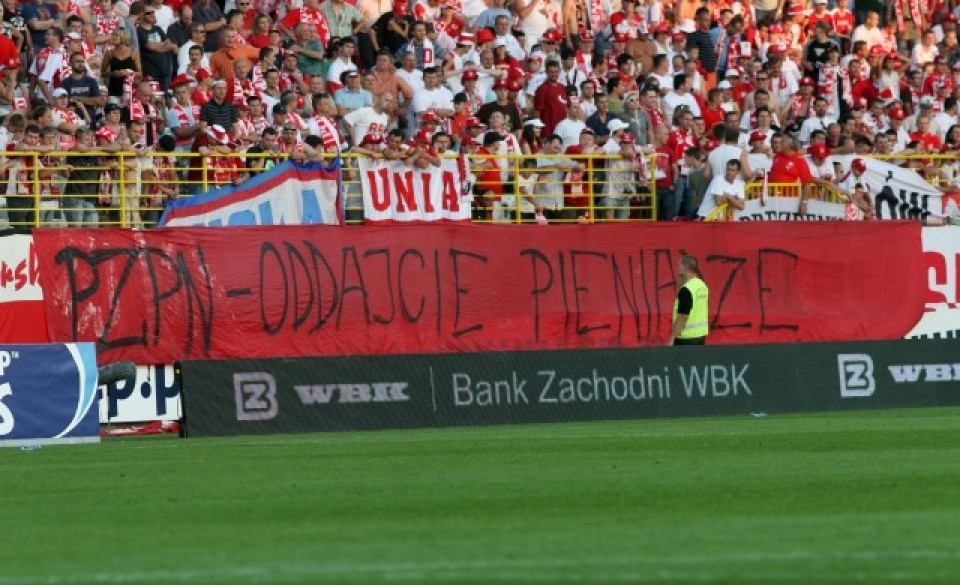 UNIA
PZPN-ODDAJCIE PIENIĄDZE
WBK
Bank Zachodni WBK
WBK